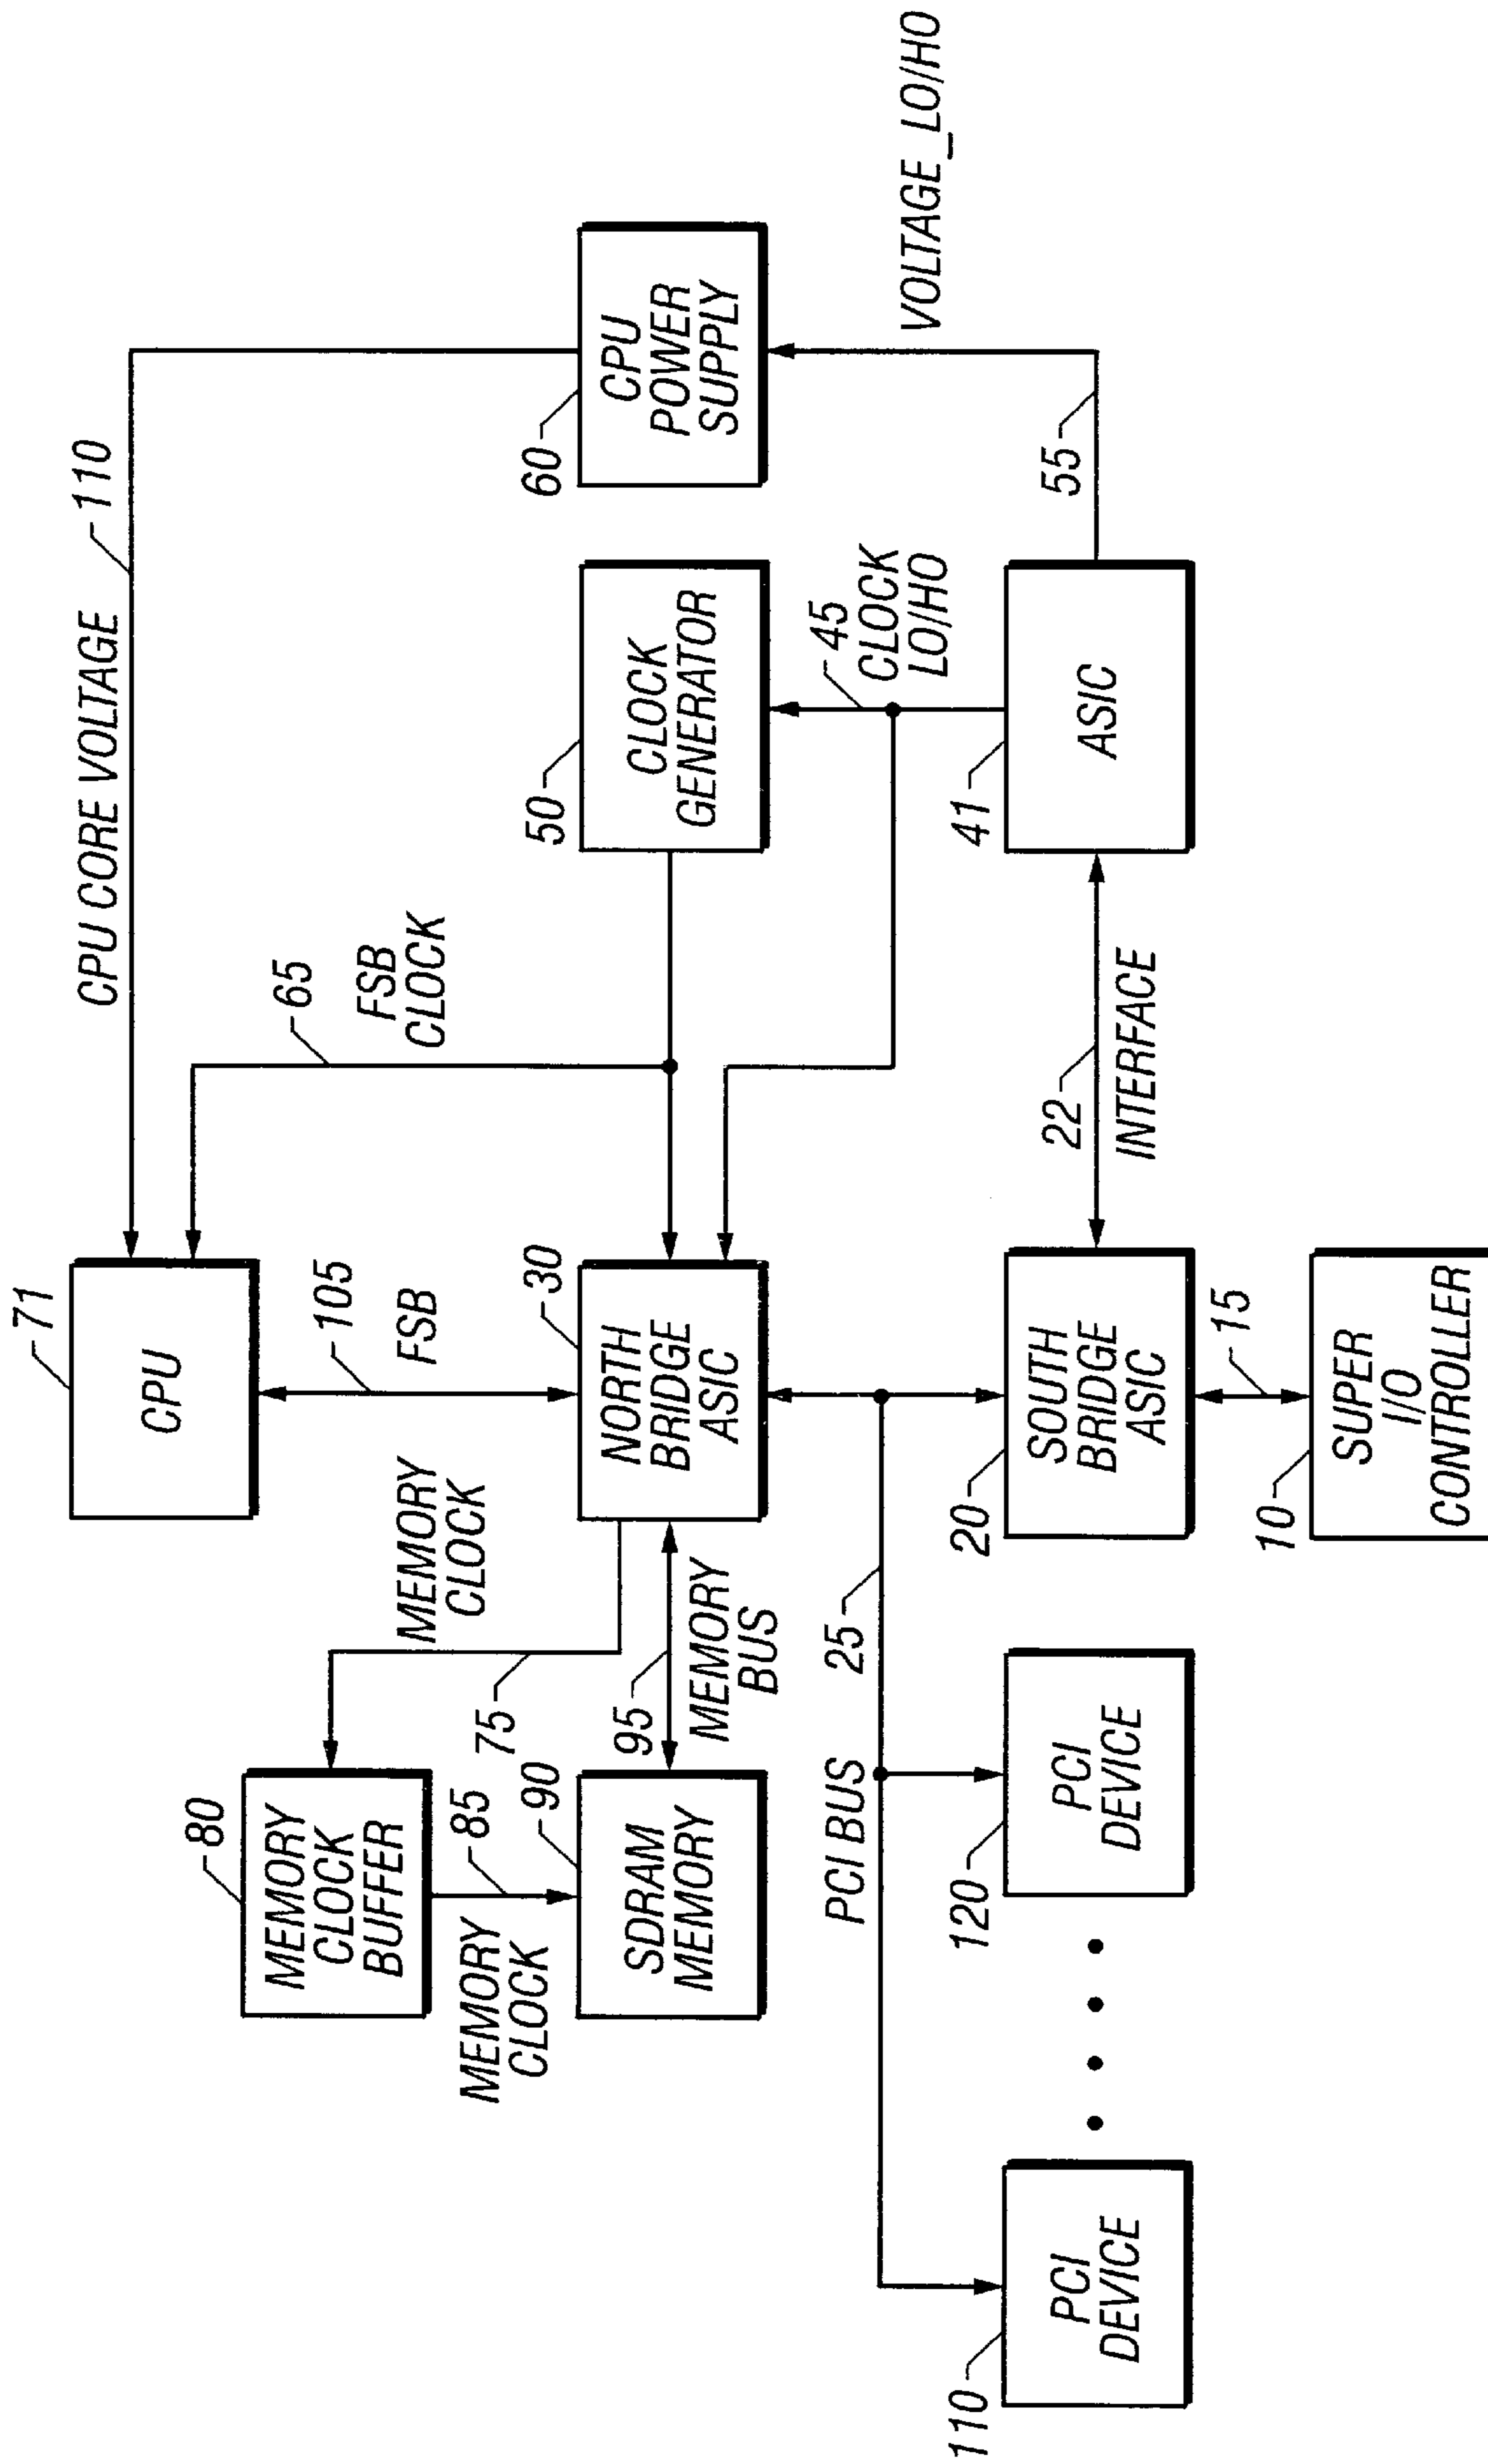 CPU CORE VOLTAGE
110
71
CPU
65
FSB
CLOCK
105
FSB
80
MEMORY
CLOCK
BUFFER
MEMORY
CLOCK
75
85
MEMORY
CLOCK
90
SDRAM
MEMORY
95
MEMORY
BUS
30
NORTH
BRIDGE
ASIC
50
CLOCK
GENERATOR
60
CPU
POWER
SUPPLY
45
CLOCK
LO/HO
VOLTAGE_LO/HO
PCI BUS
25
110
PCI
DEVICE
120
PCI
DEVICE
20
SOUTH
BRIDGE
ASIC
22
INTERFACE
41
ASIC
55
15
10
SUPER
I/O
CONTROLLER